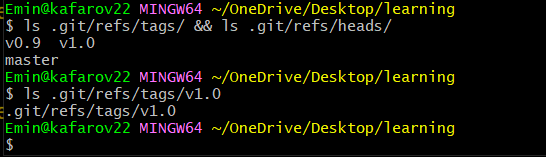 Emin@kafarov22 MINGW64 ~/OneDrive/Desktop/learning
$ ls .git/refs/tags/ && ls .git/refs/heads/
v0.9  v1.0
master
Emin@kafarov22 MINGW64 ~/OneDrive/Desktop/learning
$ ls .git/refs/tags/v1.0
.git/refs/tags/v1.0
Emin@kafarov22 MINGW64 ~/OneDrive/Desktop/learning
$